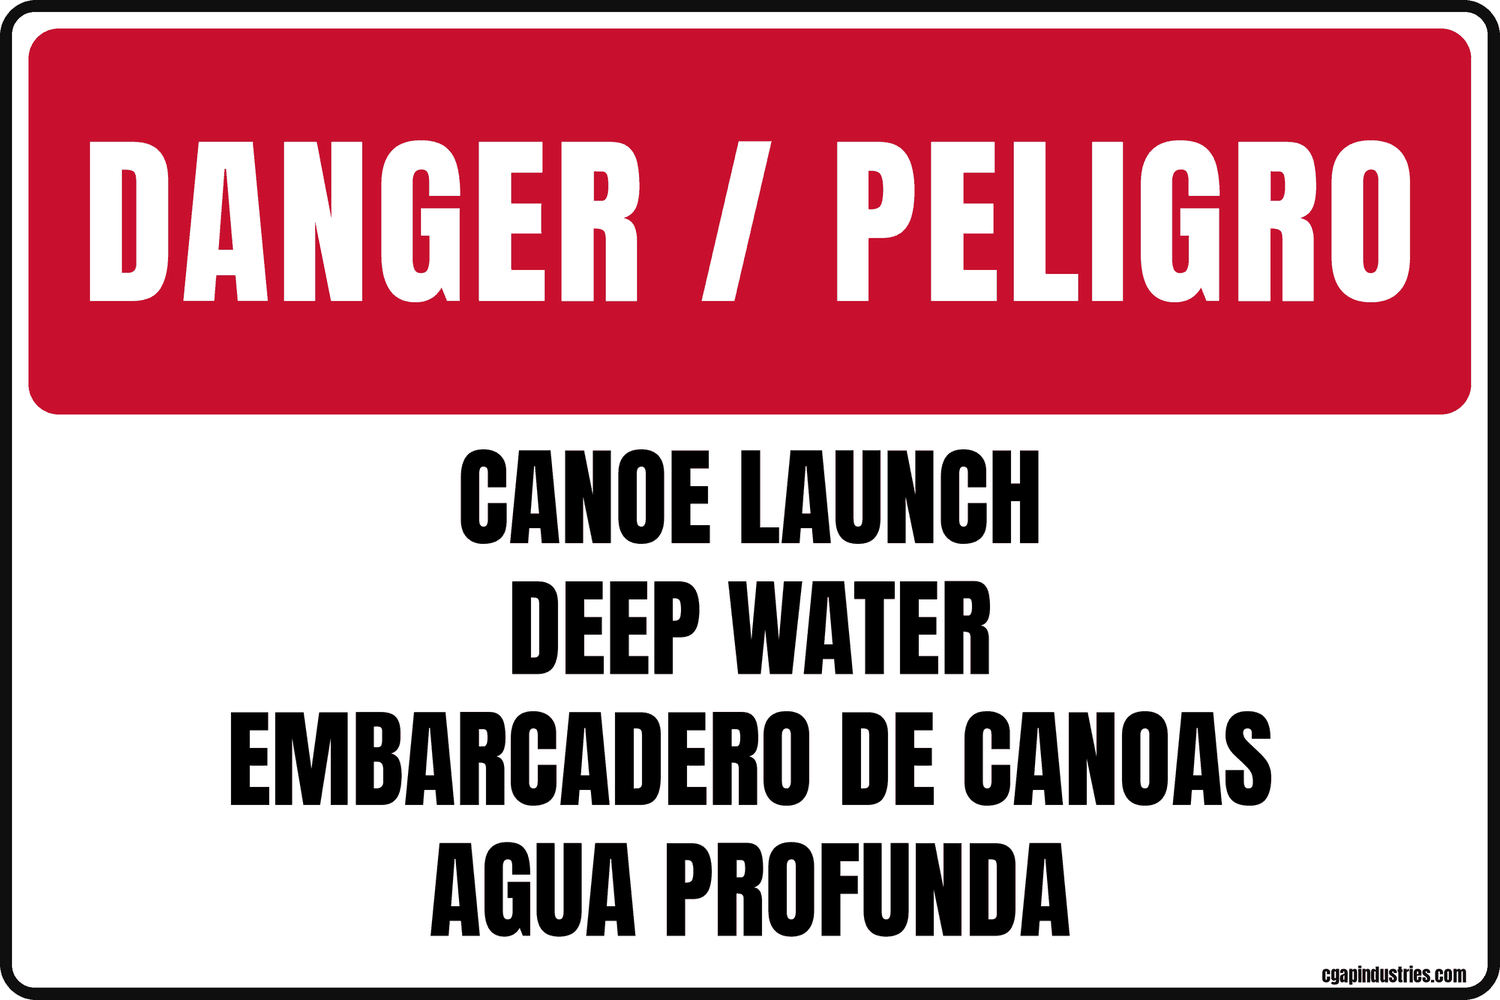 DANGER / PELIGRO
CANOE LAUNCH
DEEP WATER
EMBARCADERO DE CANOAS
AGUA PROFUNDA
cgapindustries.com